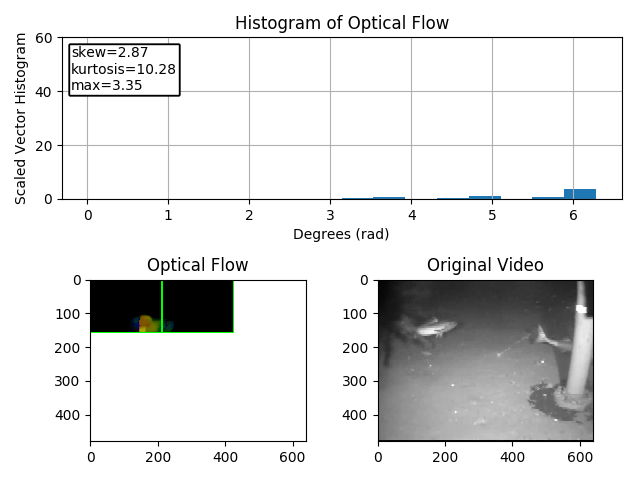 Histogram of Optical Flow
Scaled Vector Histogram
60
40
20
0
skew=2.87
kurtosis=10.28
max=3.35
0 1 2 3 4 5 6
Degrees (rad)
Optical Flow
0
100
200
300
400
0 200 400 600
Original Video
0
100
200
300
400
0 200 400 600